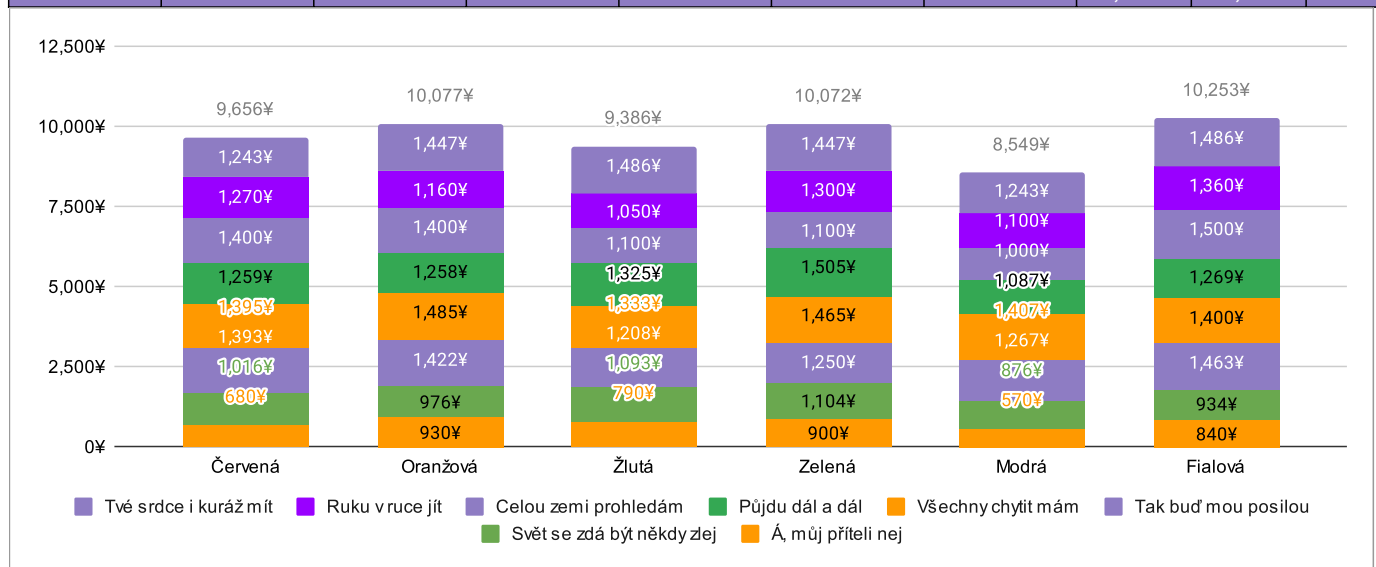 12,500¥
10,253¥
10,077¥ 10,072¥
9,656¥
9,386¥
10,000¥
8,549¥
1,243¥ 1,447¥ 1,486¥ 1,447¥ 1,243¥ 1,486¥
1,270¥ 1,160¥ 1,050¥ 1,300¥ 1,100¥ 1,360¥
7,500¥
1,400¥ 1,400¥ 1,100¥ 1,100¥ 1,000¥ 1,500¥
1,259¥ 1,258¥ 1,325¥ 1,505¥ 1,087¥ 1,269¥
5,000¥
1,395¥ 1,485¥ 1,333¥ 1,465¥ 1,407¥ 1,400¥
1,393¥ 1,422¥ 1,208¥ 1,250¥ 1,267¥ 1,463¥
2,500¥
1,016¥ 976¥ 1,093¥ 1,104¥ 876¥ 934¥
680¥ 930¥ 790¥ 900¥ 570¥ 840¥
0¥
Červená Oranžová Žlutá Zelená Modrá Fialová
Tvé srdce i kuráž mít Ruku v ruce jít Celou zemi prohledám Půjdu dál a dál Všechny chytit mám Tak buď mou posilou
Svět se zdá být někdy zlej Á, můj příteli nej